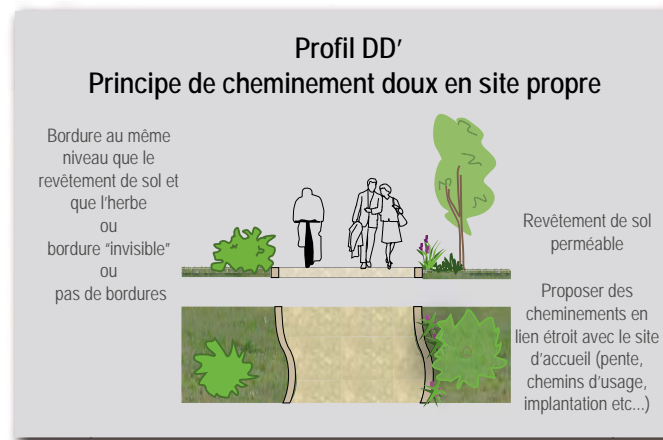 Profil DD'
Principe de cheminement doux en site propre
Bordure au même
niveau que le
revêtement de sol et
que l'herbe
ou
bordure "invisible"
ou
pas de bordures
Revêtement de sol
perméable
Proposer des
cheminements en
lien étroit avec le site
d'accueil (pente,
chemins d'usage,
implantation etc...)